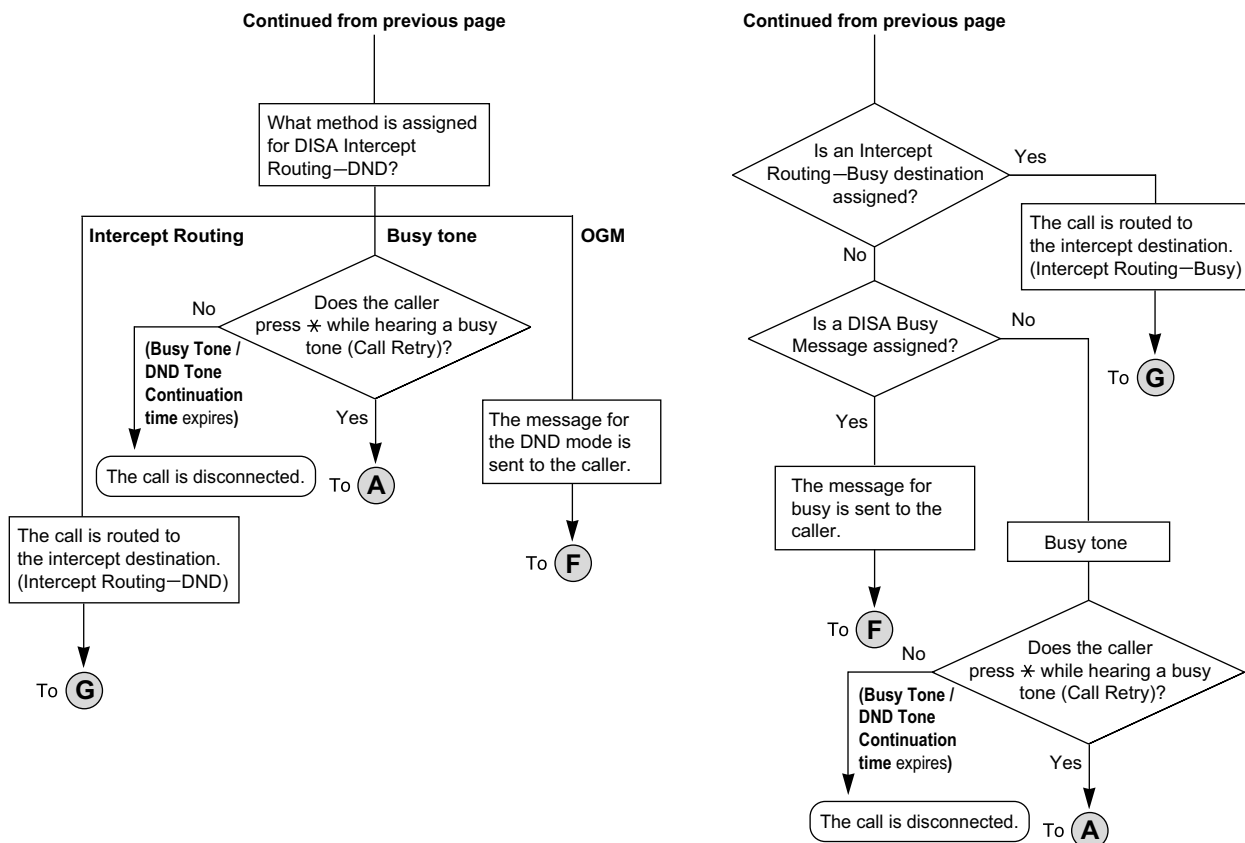 Continued from previous page
What method is assigned
for DISA Intercept
Routing—DND?
Intercept Routing
Busy tone
OGM
No
Does the caller
press ✳ while hearing a busy
tone (Call Retry)?
(Busy Tone /
DND Tone
Continuation
time expires)
Yes
The message for
the DND mode is
sent to the caller.
The call is disconnected.
To A
The call is routed to
the intercept destination.
(Intercept Routing—DND)
To F
To G
Continued from previous page
Is an Intercept
Routing—Busy destination
assigned?
Yes
The call is routed to
the intercept destination.
(Intercept Routing—Busy)
No
To G
Is a DISA Busy
Message assigned?
No
Yes
The message for
busy is sent to the
caller.
Busy tone
To F
No
Does the caller
press ✳ while hearing a busy
tone (Call Retry)?
(Busy Tone /
DND Tone
Continuation
time expires)
Yes
The call is disconnected.
To A